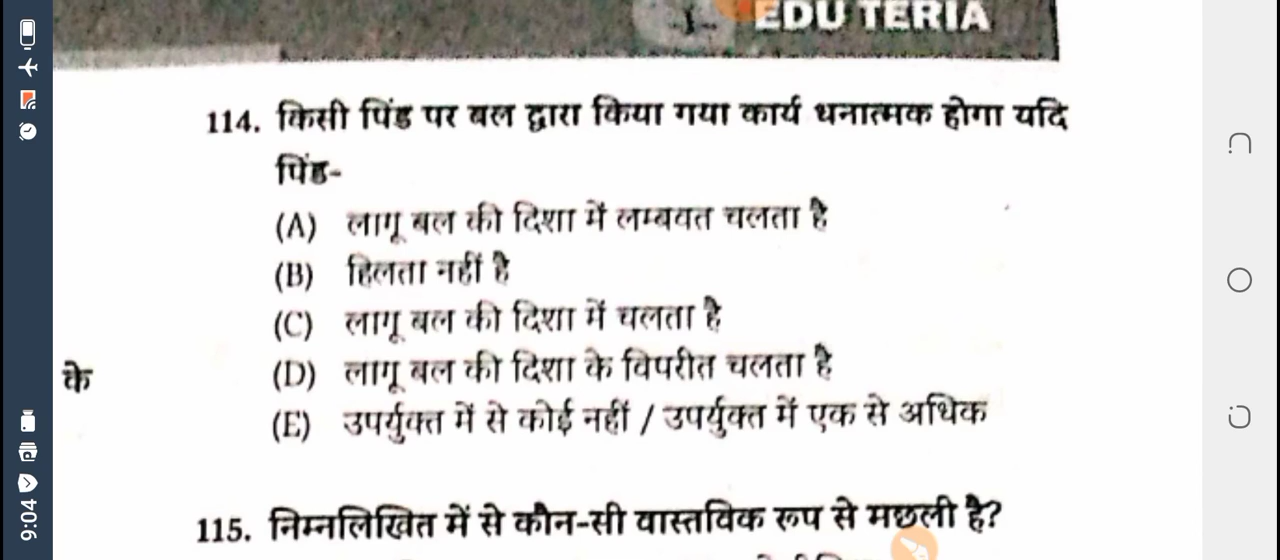 EDU TERIA
114. किसी पिंड पर बल द्वारा किया गया कार्य धनात्मक होगा यदि
पिंड-
(A) लागू बल की दिशा में लम्बवत चलता है
(B) हिलता नहीं है
(C) लागू बल की दिशा में चलता है
(D) लागू बल की दिशा के विपरीत चलता है
के
(E) उपर्युक्त में से कोई नहीं / उपर्युक्त में एक से अधिक
115. निम्नलिखित में से कौन-सी वास्तविक रूप से मछली है?
9:04